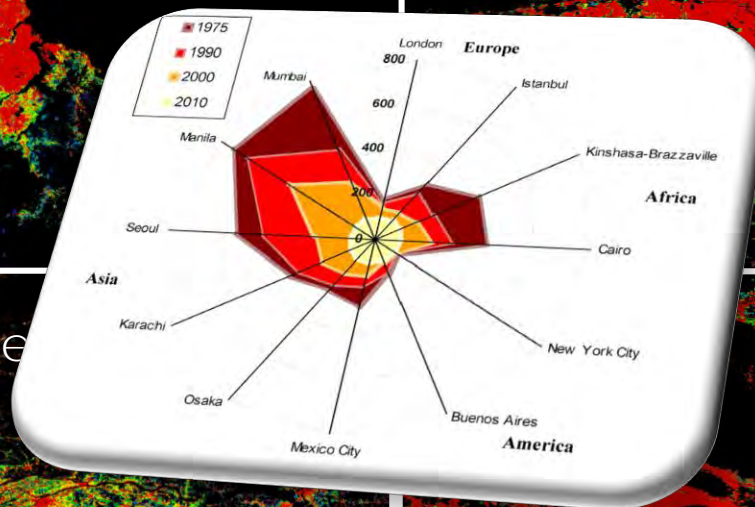 1975
1990
2000
2010
London
Europe
800
600
400
200
0
Istanbul
Kinshasa-Brazzaville
Africa
Cairo
New York City
Buenos Aires
America
Mexico City
Osaka
Karachi
Asia
Seoul
Manila
Mumbai
e